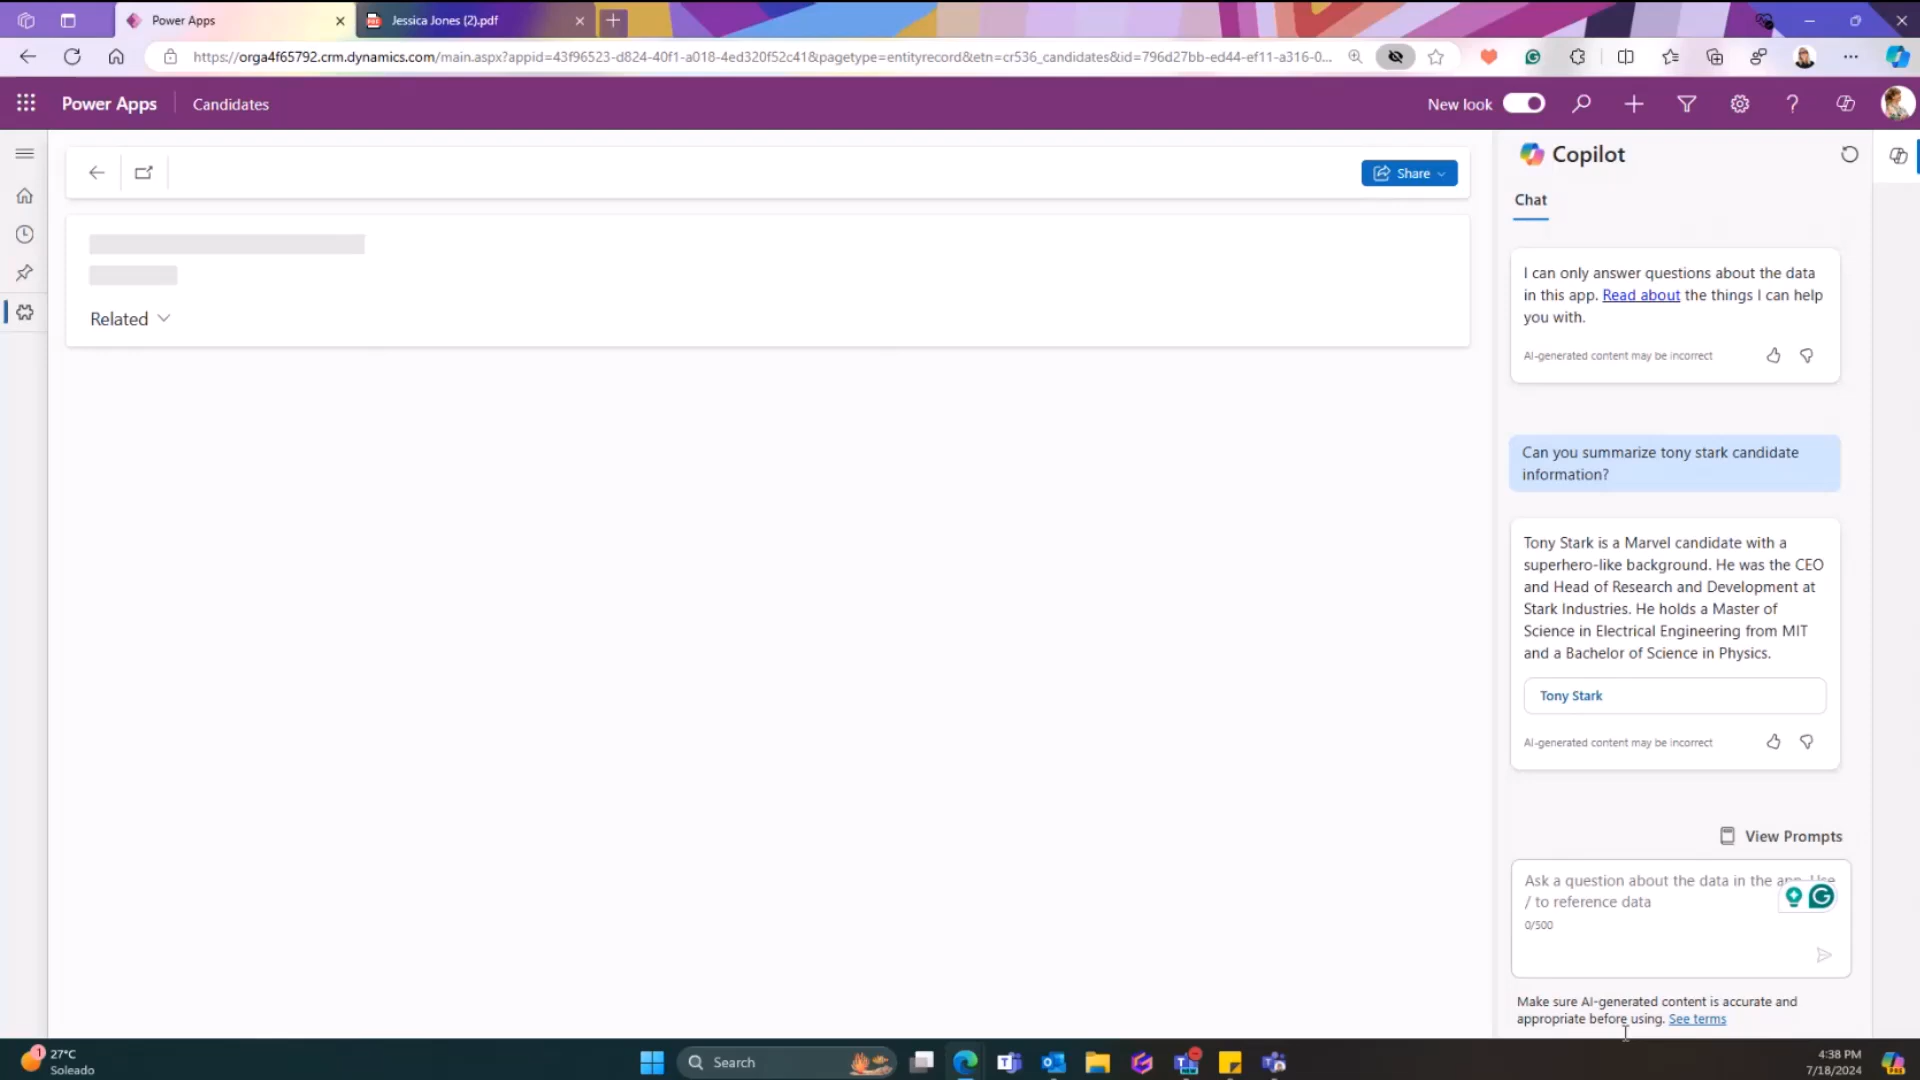 Power Apps
Jessica Jones (2).pdf
https://orga4f65792.crm.dynamics.com/main.aspx?appid=43f96523-d824-40f1-a018-4ed320f52c41&pagetype=entityrecord&etn=cr536_candidates&id=796d27bb-ed44-ef11-a316-0...
Power Apps
Candidates
New look
Share
Related
Copilot
Chat
I can only answer questions about the data
in this app. Read about the things I can help
you with.
AI-generated content may be incorrect
Can you summarize tony stark candidate
information?
Tony Stark is a Marvel candidate with a
superhero-like background. He was the CEO
and Head of Research and Development at
Stark Industries. He holds a Master of
Science in Electrical Engineering from MIT
and a Bachelor of Science in Physics.
Tony Stark
AI-generated content may be incorrect
View Prompts
Ask a question about the data in the app. Use
/ to reference data
0/500
Make sure AI-generated content is accurate and
appropriate before using. See terms
1
27°C
Soleado
Search
4:38 PM
7/18/2024